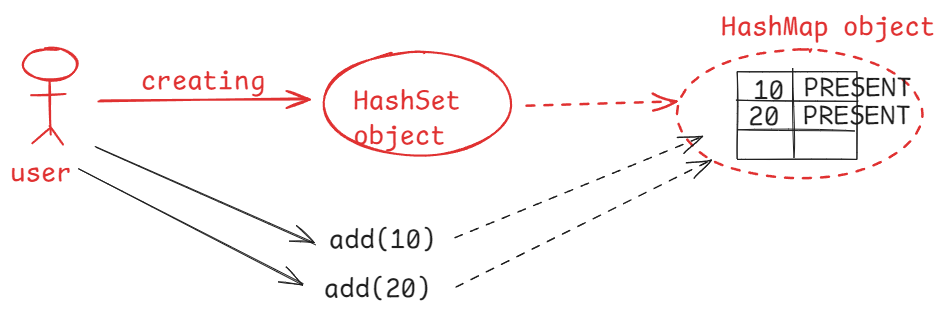 HashMap object
creating
HashSet
object
10 PRESENT
20 PRESENT
user
add(10)
add(20)